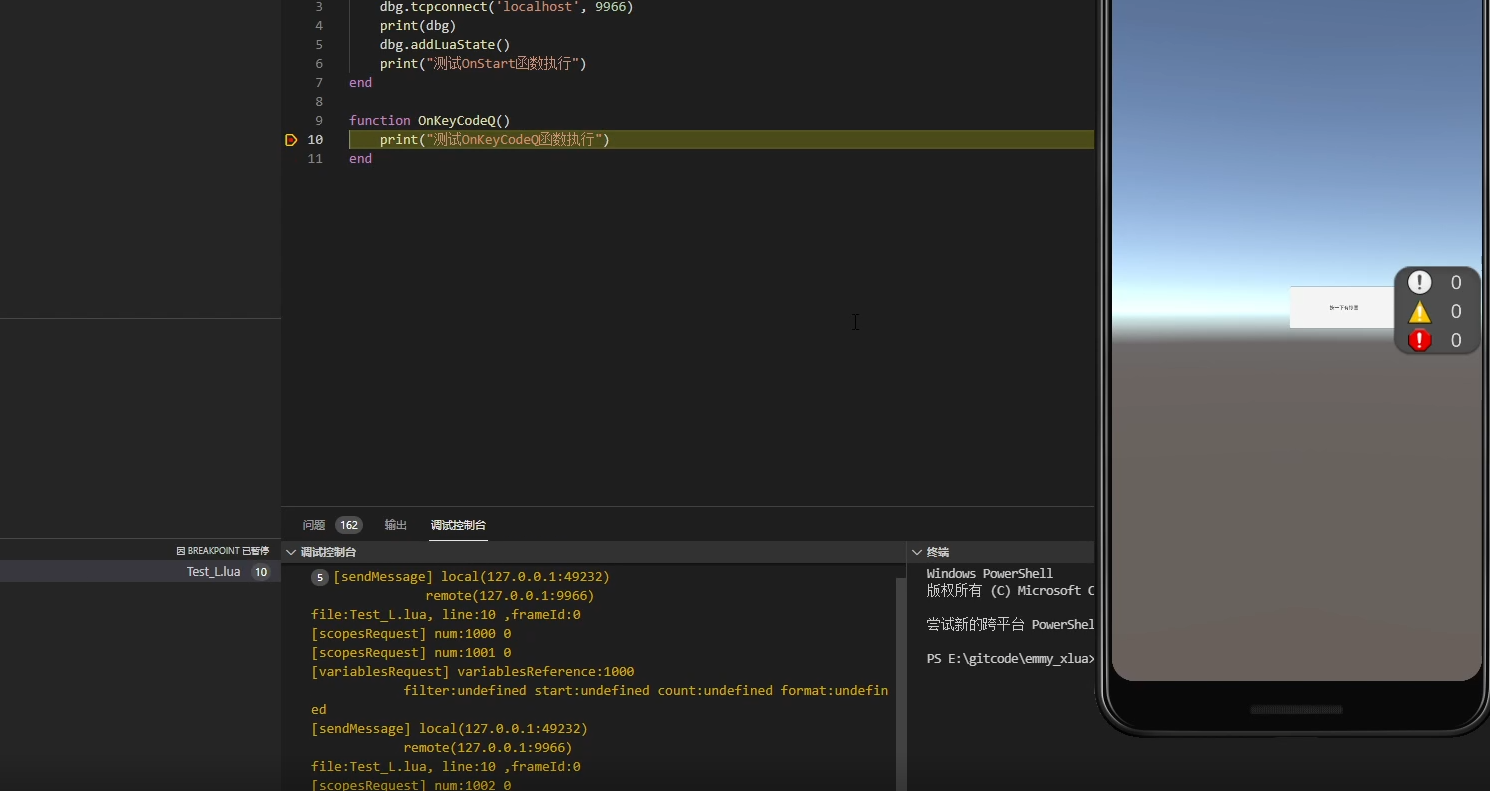 3 dbg.tcpconnect('localhost', 9966)
4 print(dbg)
5 dbg.addLuaState()
6 print("测试OnStart函数执行")
7 end
8
9 function OnKeyCodeQ()
10 print("测试OnKeyCodeQ函数执行")
11 end
0
0
0
问题 162 输出 调试控制台
因 BREAKPOINT 已暂停
Test_L.lua 10
调试控制台
5 [sendMessage] local(127.0.0.1:49232)
remote(127.0.0.1:9966)
file:Test_L.lua, line:10 ,frameId:0
[scopesRequest] num:1000 0
[scopesRequest] num:1001 0
[variablesRequest] variablesReference:1000
filter:undefined start:undefined count:undefined format:undefin
ed
[sendMessage] local(127.0.0.1:49232)
remote(127.0.0.1:9966)
file:Test_L.lua, line:10 ,frameId:0
[scopesRequest] num:1002 0
终端
Windows PowerShell
版权所有 (C) Microsoft C
尝试新的跨平台 PowerShel
PS E:\gitcode\emmy_xlua>